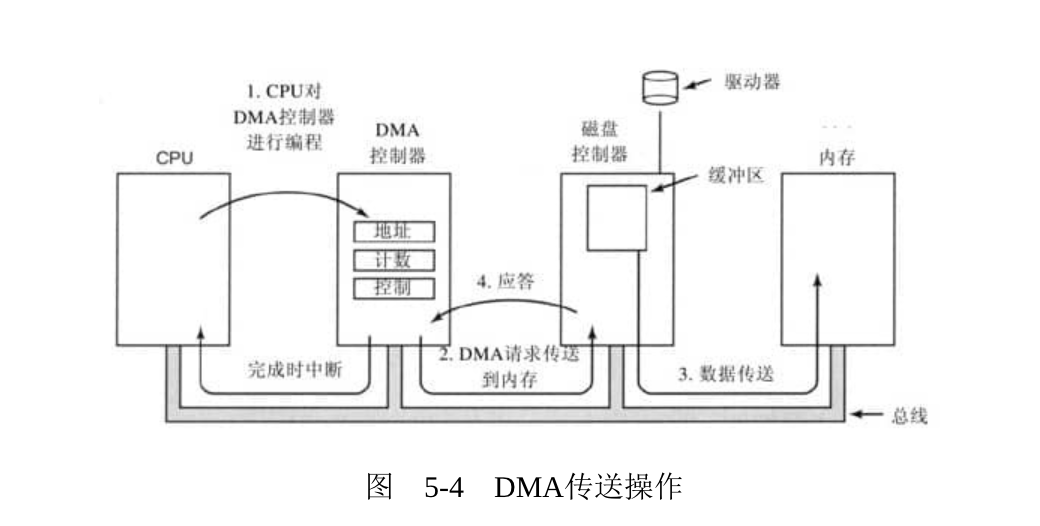 1. CPU对
DMA控制器
进行编程
CPU
DMA
控制器
磁盘
控制器
驱动器
缓冲区
内存
地址
计数
控制
4. 应答
完成时中断
2. DMA请求传送
到内存
3. 数据传送
总线
图 5-4 DMA传送操作